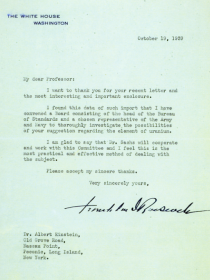 THE WHITE HOUSE
WASHINGTON
October 19, 1939
My dear Professor:
I want to thank you for your recent letter and
the most interesting and important enclosure.
I found this data of such import that I have
convened a Board consisting of the head of the Bureau
of Standards and a chosen representative of the Army
and Navy to thoroughly investigate the possibilities
of your suggestion regarding the element of uranium.
I am glad to say that Dr. Sachs will cooperate
and work with this Committee and I feel this is the
most practical and effective method of dealing with
the subject.
Please accept my sincere thanks.
Very sincerely yours,
Franklin D Roosevelt
Dr. Albert Einstein,
Old Grove Road,
Nassau Point,
Peconic, Long Island,
New York.